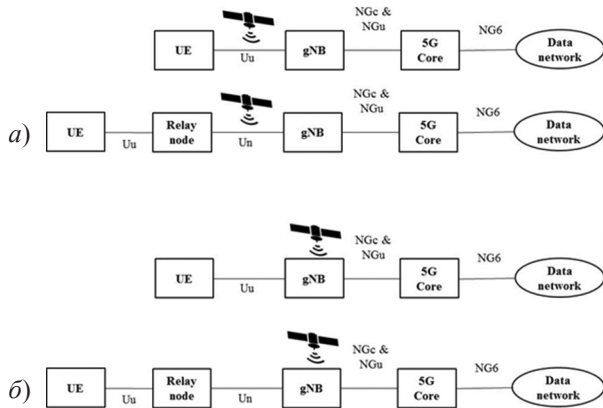 NGc &
NGu
UE
Uu
gNB
5G
Core
NG6
Data
network
а)
UE
Uu
Relay
node
Un
gNB
NGc &
NGu
5G
Core
NG6
Data
network
UE
Uu
gNB
NGc &
NGu
5G
Core
NG6
Data
network
б)
UE
Uu
Relay
node
Un
gNB
NGc &
NGu
5G
Core
NG6
Data
network